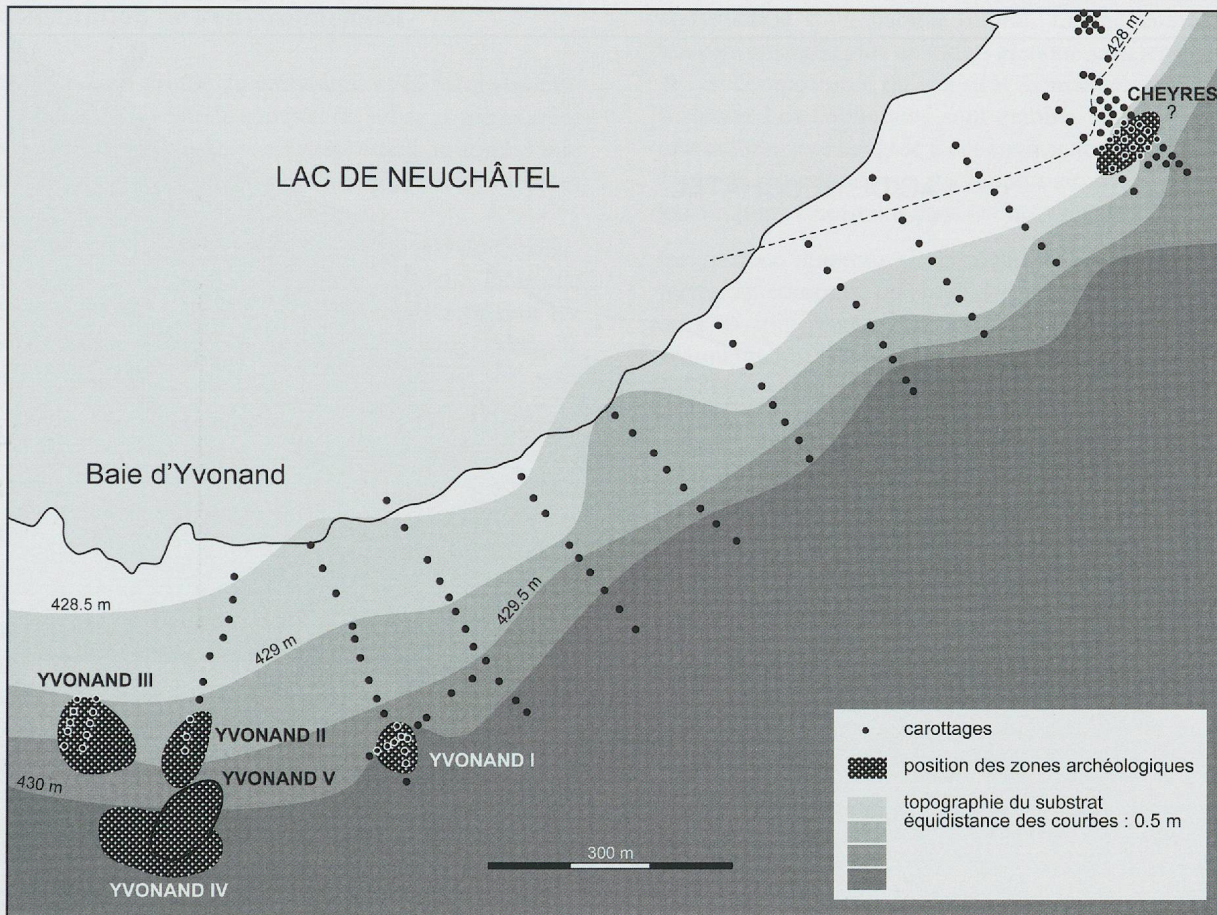 428 m
CHEYRES
?
LAC DE NEUCHÂTEL
Baie d'Yvonand
428.5 m
429 m
429.5 m
YVONAND III
YVONAND II
YVONAND I
YVONAND V
430 m
YVONAND IV
300 m
carottages
position des zones archéologiques
topographie du substrat
équidistance des courbes : 0.5 m